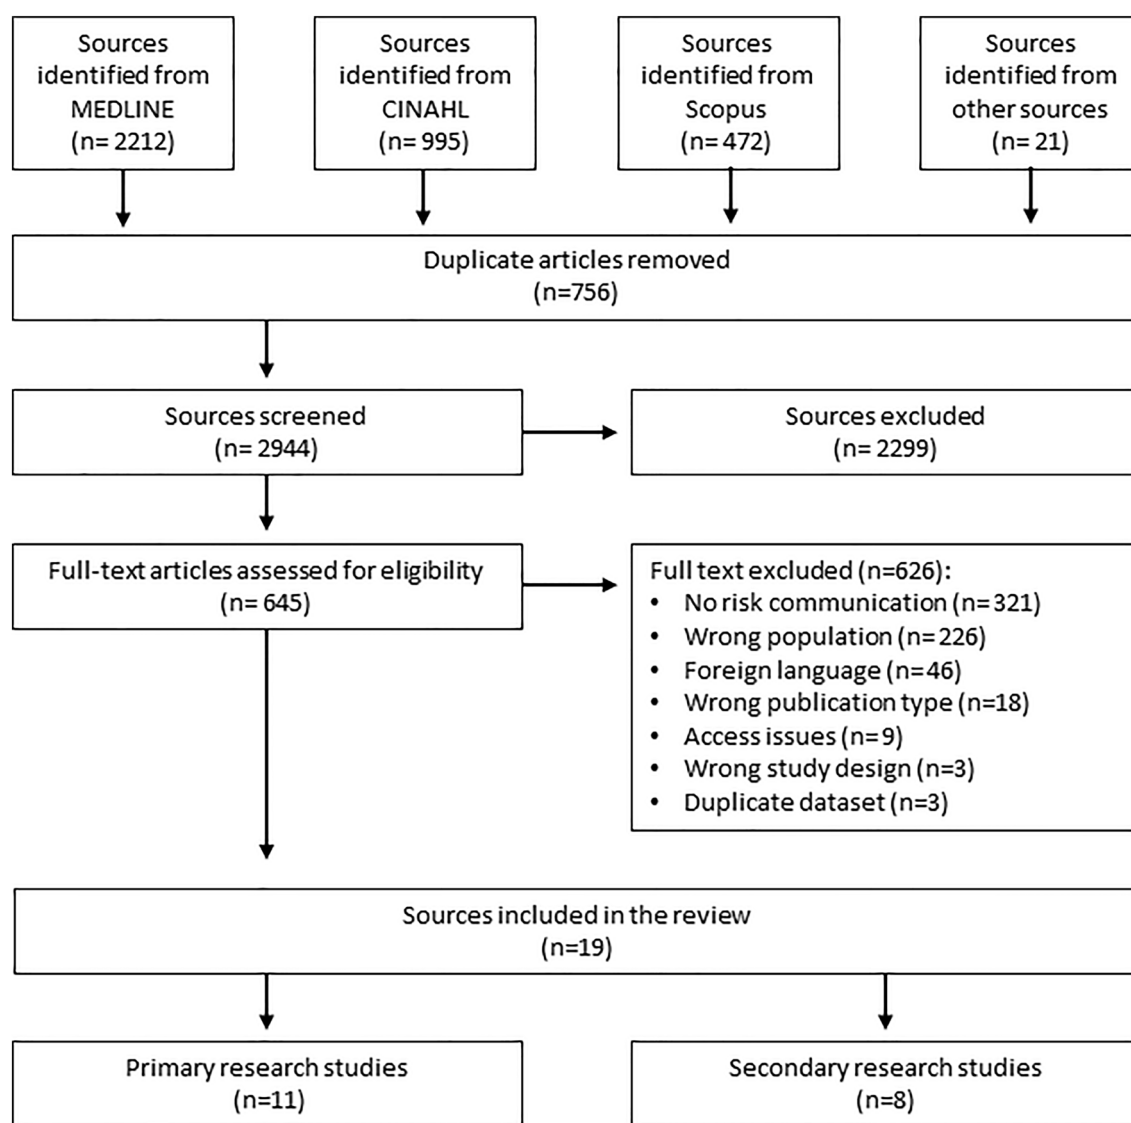 Sources
identified from
MEDLINE
(n= 2212)
Sources
identified from
CINAHL
(n= 995)
Sources
identified from
Scopus
(n= 472)
Sources
identified from
other sources
(n= 21)
Duplicate articles removed
(n=756)
Sources screened
(n= 2944)
Sources excluded
(n= 2299)
Full-text articles assessed for eligibility
(n= 645)
Full text excluded (n=626):
• No risk communication (n=321)
• Wrong population (n=226)
• Foreign language (n=46)
• Wrong publication type (n=18)
• Access issues (n=9)
• Wrong study design (n=3)
• Duplicate dataset (n=3)
Sources included in the review
(n=19)
Primary research studies
(n=11)
Secondary research studies
(n=8)